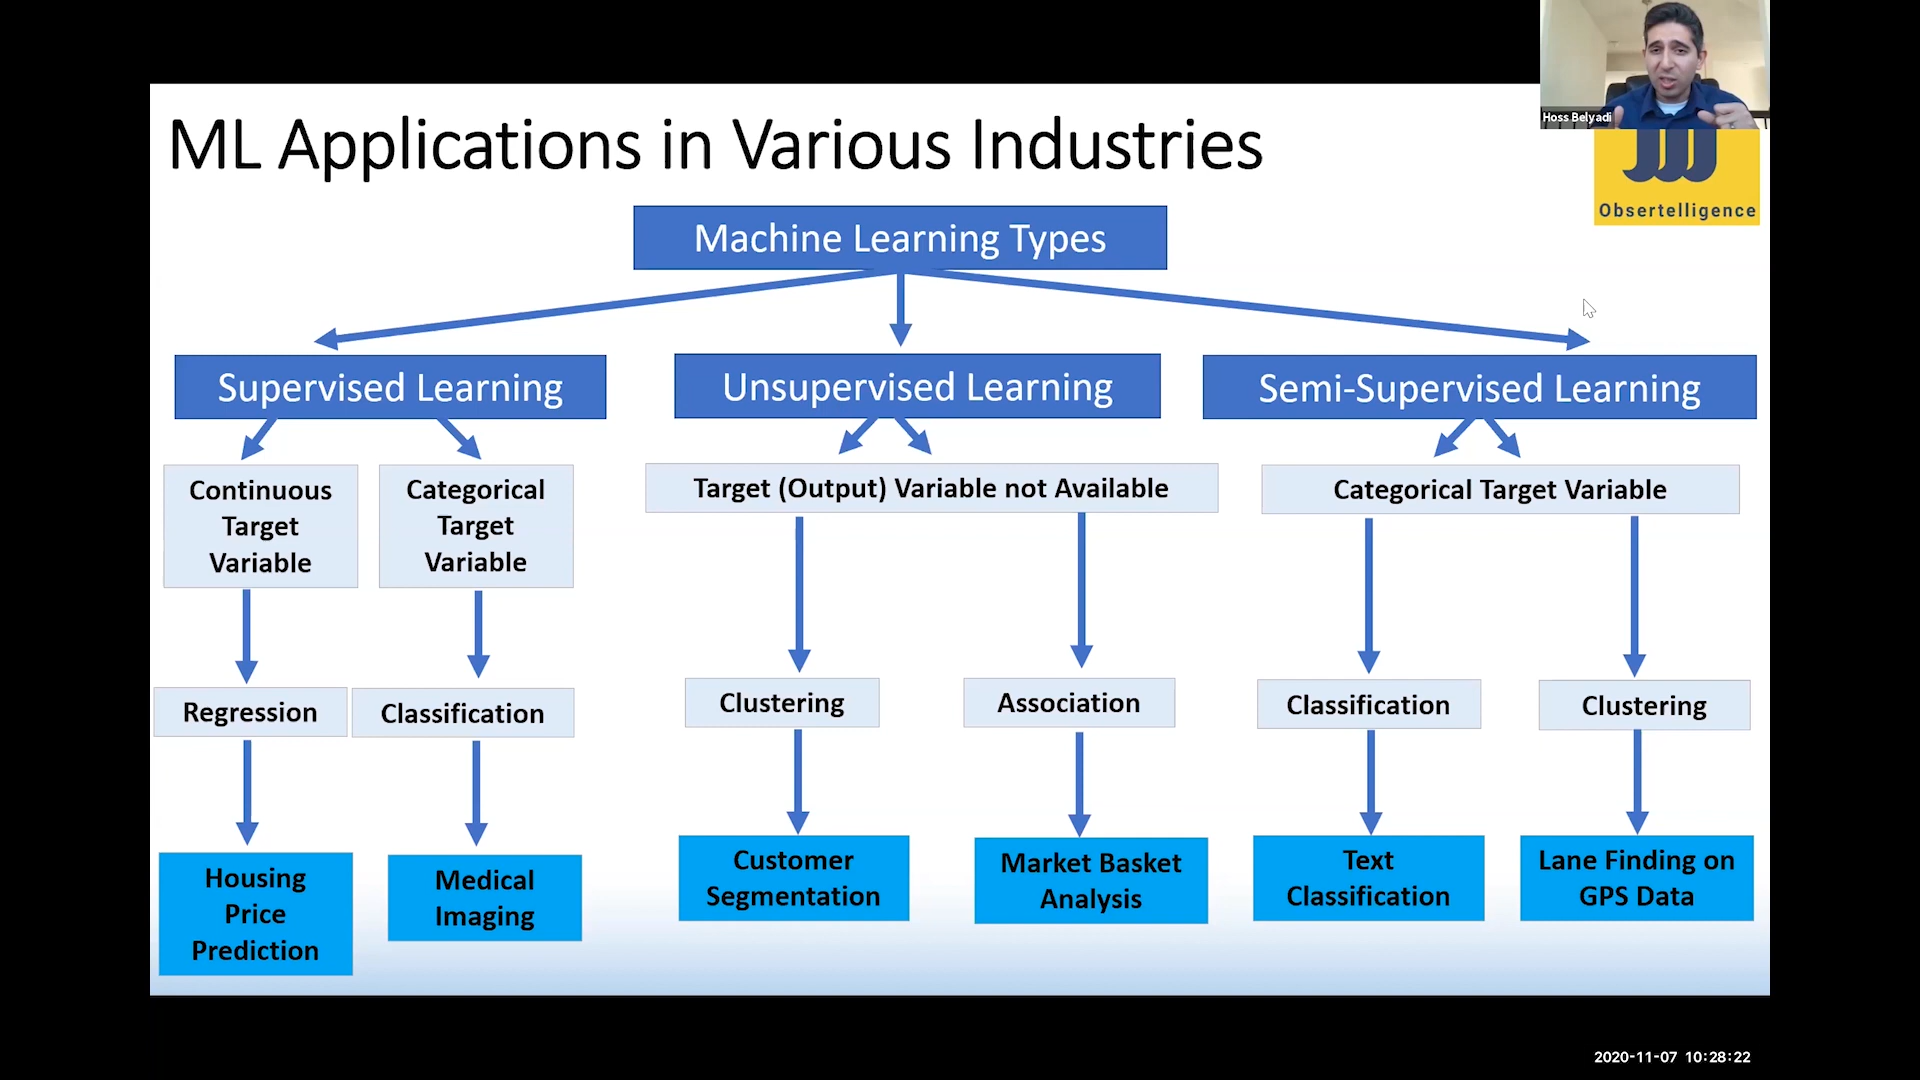 Hoss Belyadi
ML Applications in Various Industries
Obsertelligence
Machine Learning Types
Supervised Learning
Unsupervised Learning
Semi-Supervised Learning
Continuous
Target
Variable
Categorical
Target
Variable
Target (Output) Variable not Available
Categorical Target Variable
Regression
Classification
Clustering
Association
Classification
Clustering
Housing
Price
Prediction
Medical
Imaging
Customer
Segmentation
Market Basket
Analysis
Text
Classification
Lane Finding on
GPS Data
2020-11-07 10:28:22